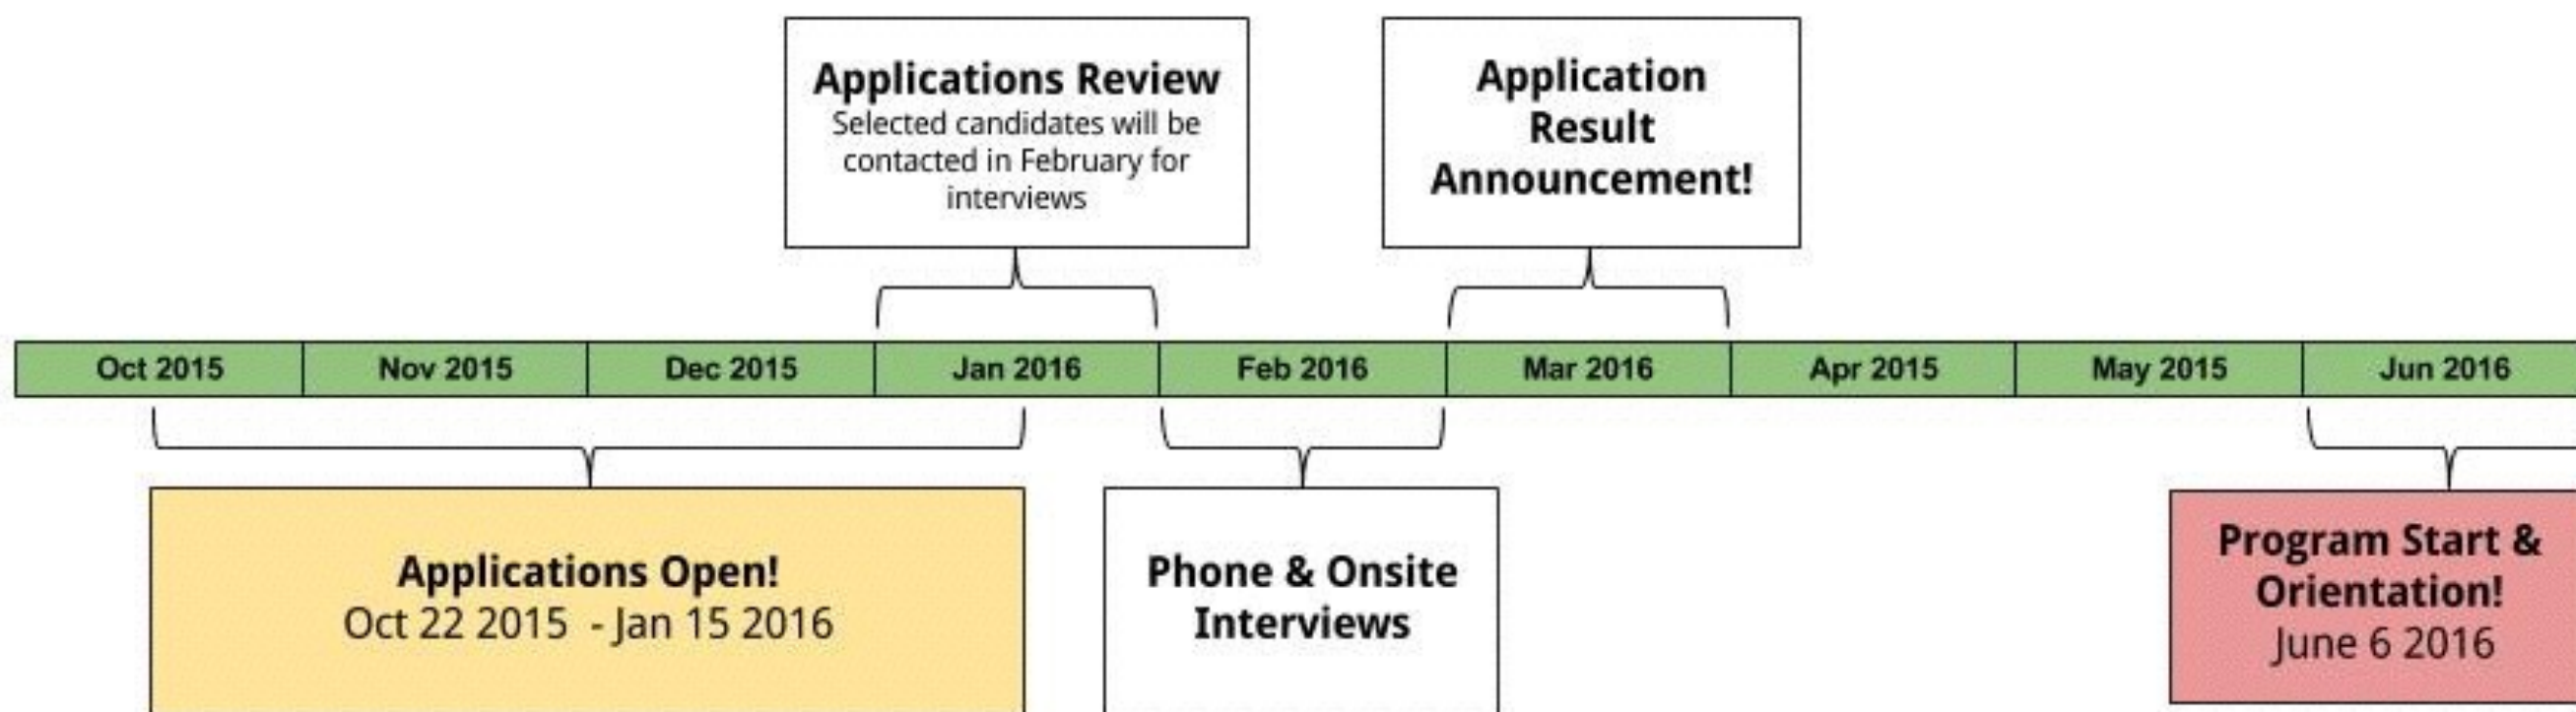 Applications Review
Selected candidates will be
contacted in February for
interviews
Application
Result
Announcement!
Oct 2015
Nov 2015
Dec 2015
Jan 2016
Feb 2016
Mar 2016
Apr 2015
May 2015
Jun 2016
Applications Open!
Oct 22 2015 - Jan 15 2016
Phone & Onsite
Interviews
Program Start &
Orientation!
June 6 2016